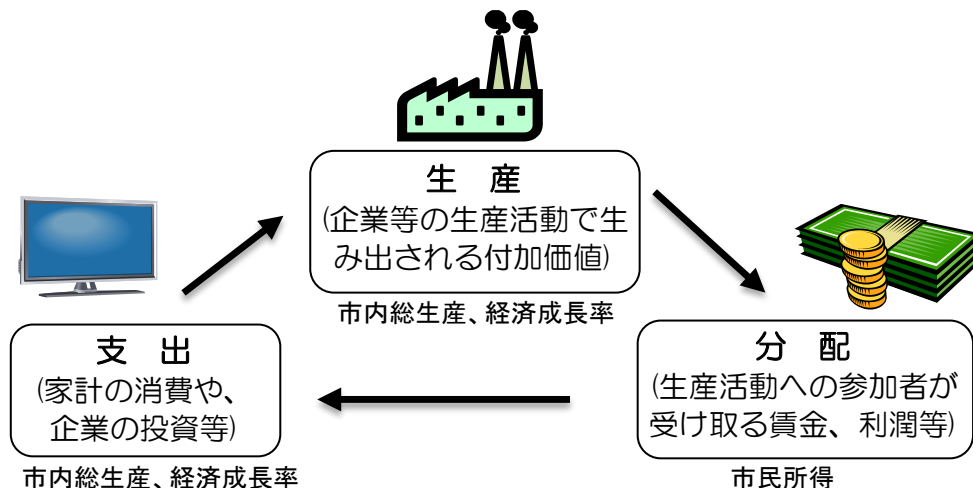 生　産
(企業等の生産活動で生
み出される付加価値)
市内総生産、経済成長率
支　出
(家計の消費や、
企業の投資等)
市内総生産、経済成長率
分　配
(生産活動への参加者が
受け取る賃金、利潤等)
市民所得